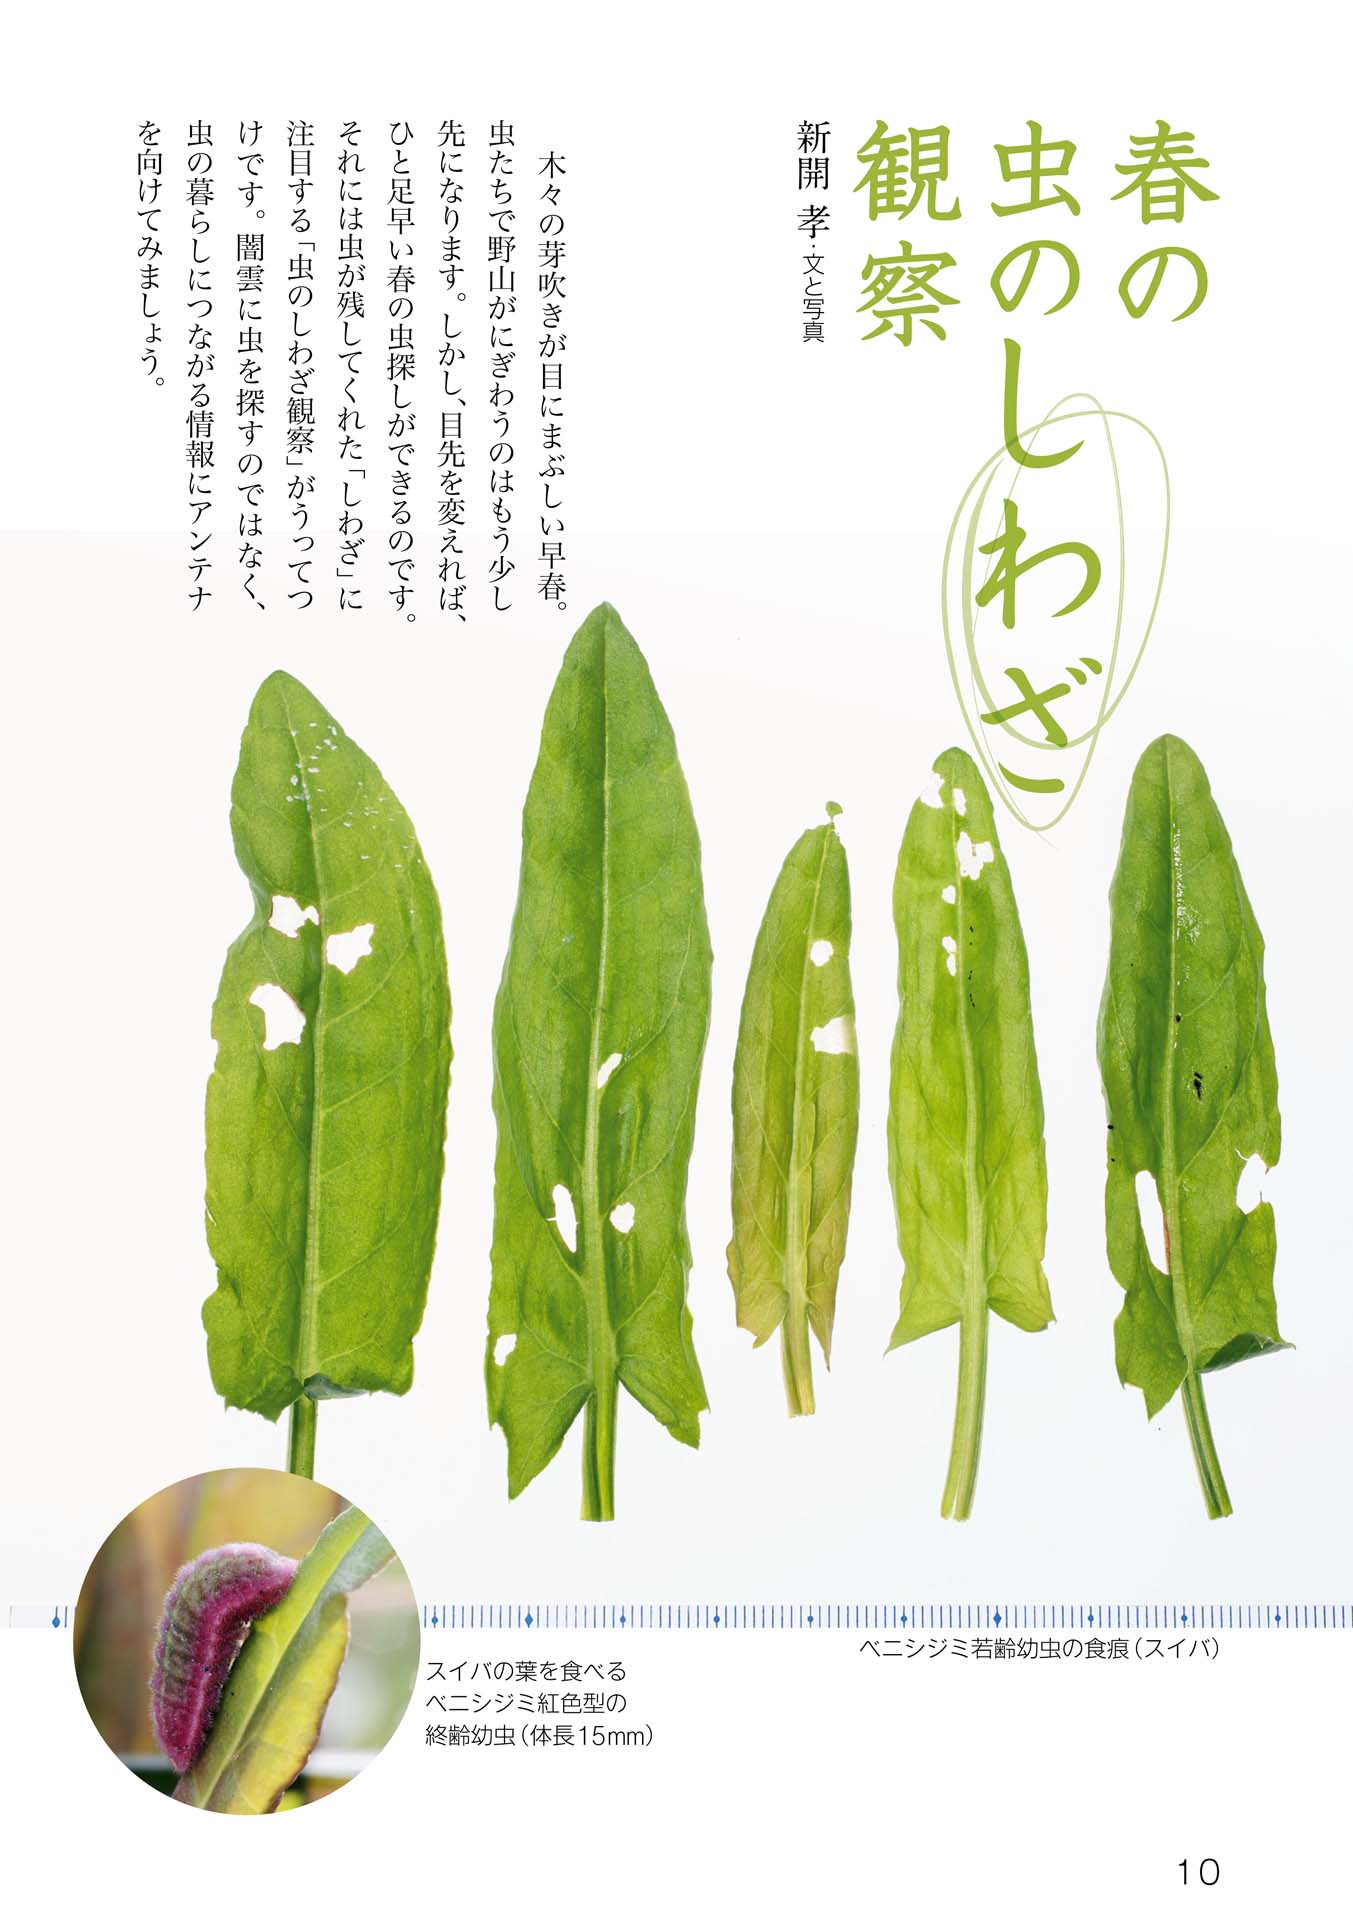 春の
虫のしわざ
観察
新開 孝・文と写真
木々の芽吹きが目にまぶしい早春。
虫たちで野山がにぎわうのはもう少し
先になります。しかし、目先を変えれば、
ひと足早い春の虫探しができるのです。
それには虫が残してくれた「しわざ」に
注目する「虫のしわざ観察」がうってつ
けです。闇雲に虫を探すのではなく、
虫の暮らしにつながる情報にアンテナ
を向けてみましょう。
ベニシジミ若齢幼虫の食痕（スイバ）
スイバの葉を食べる
ベニシジミ紅色型の
終齢幼虫（体長15mm）
10